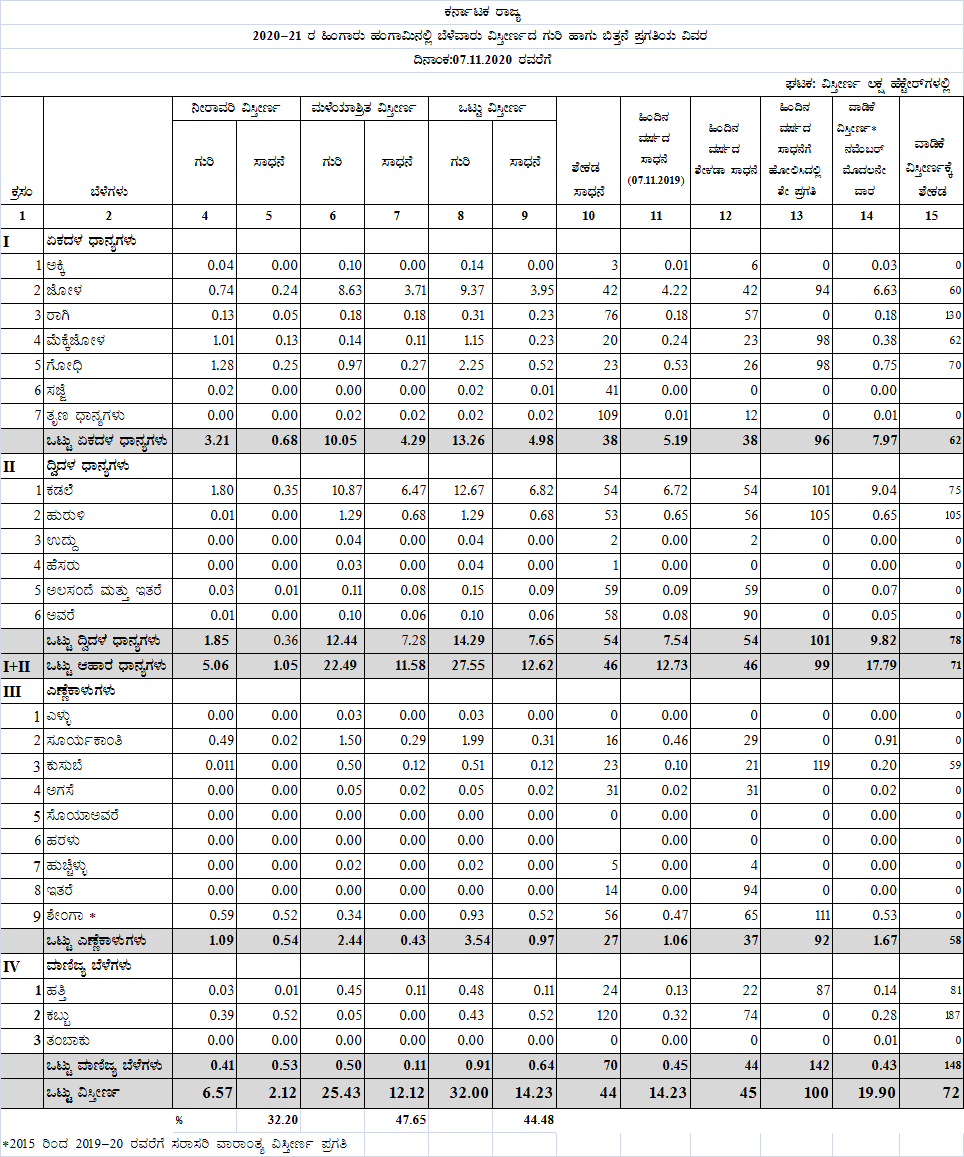 ಕರ್ನಾಟಕ ರಾಜ್ಯ
2020–21 ರ ಹಿಂಗಾರು ಹಂಗಾಮಿನಲ್ಲಿ ಬೆಳೆವಾರು ವಿಸ್ತೀರ್ಣದ ಗುರಿ ಹಾಗು ಬಿತ್ತನೆ ಪ್ರಗತಿಯ ವಿವರ
ದಿನಾಂಕ:07.11.2020 ರವರೆಗೆ
ಘಟಕ: ವಿಸ್ತೀರ್ಣ ಲಕ್ಷ ಹೆಕ್ಟೇರ್‌ಗಳಲ್ಲಿ
ಕ್ರಸಂ ಬೆಳೆಗಳು ನೀರಾವರಿ ವಿಸ್ತೀರ್ಣ ಮಳೆಯಾಶ್ರಿತ ವಿಸ್ತೀರ್ಣ ಒಟ್ಟು ವಿಸ್ತೀರ್ಣ ಶೇಕಡ ಸಾಧನೆ ಹಿಂದಿನ ವರ್ಷದ ಸಾಧನೆ (07.11.2019) ಹಿಂದಿನ ವರ್ಷದ ಶೇಕಡಾ ಸಾಧನೆ ಹಿಂದಿನ ವರ್ಷದ ಸಾಧನೆಗೆ ಹೋಲಿಸಿದಲ್ಲಿ ಶೇ ಪ್ರಗತಿ ವಾಡಿಕೆ ವಿಸ್ತೀರ್ಣ* ನವೆಂಬರ್ ಮೊದಲನೇ ವಾರ ವಾಡಿಕೆ ವಿಸ್ತೀರ್ಣಕ್ಕೆ ಶೇಕಡ
ಗುರಿ ಸಾಧನೆ ಗುರಿ ಸಾಧನೆ ಗುರಿ ಸಾಧನೆ
1 2 4 5 6 7 8 9 10 11 12 13 14 15
I ಏಕದಳ ಧಾನ್ಯಗಳು
1 ಅಕ್ಕಿ 0.04 0.00 0.10 0.00 0.14 0.00 3 0.01 6 0 0.03 0
2 ಜೋಳ 0.74 0.24 8.63 3.71 9.37 3.95 42 4.22 42 94 6.63 60
3 ರಾಗಿ 0.13 0.05 0.18 0.18 0.31 0.23 76 0.18 57 0 0.18 130
4 ಮೆಕ್ಕೆಜೋಳ 1.01 0.13 0.14 0.11 1.15 0.23 20 0.24 23 98 0.38 62
5 ಗೋಧಿ 1.28 0.25 0.97 0.27 2.25 0.52 23 0.53 26 98 0.75 70
6 ಸಜ್ಜೆ 0.02 0.00 0.00 0.00 0.02 0.01 41 0.00 0 0 0.00
7 ತೃಣ ಧಾನ್ಯಗಳು 0.00 0.00 0.02 0.02 0.02 0.02 109 0.01 12 0 0.01 0
ಒಟ್ಟು ಏಕದಳ ಧಾನ್ಯಗಳು 3.21 0.68 10.05 4.29 13.26 4.98 38 5.19 38 96 7.97 62
II ದ್ವಿದಳ ಧಾನ್ಯಗಳು
1 ಕಡಲೆ 1.80 0.35 10.87 6.47 12.67 6.82 54 6.72 54 101 9.04 75
2 ಹುರುಳಿ 0.01 0.00 1.29 0.68 1.29 0.68 53 0.65 56 105 0.65 105
3 ಉದ್ದು 0.00 0.00 0.04 0.00 0.04 0.00 2 0.00 2 0 0.00 0
4 ಹೆಸರು 0.00 0.00 0.03 0.00 0.04 0.00 1 0.00 0 0 0.00 0
5 ಅಲಸಂದೆ ಮತ್ತು ಇತರೆ 0.03 0.01 0.11 0.08 0.15 0.09 59 0.09 59 0 0.07 0
6 ಅವರೆ 0.01 0.00 0.10 0.06 0.10 0.06 58 0.08 90 0 0.05 0
ಒಟ್ಟು ದ್ವಿದಳ ಧಾನ್ಯಗಳು 1.85 0.36 12.44 7.28 14.29 7.65 54 7.54 54 101 9.82 78
I+II ಒಟ್ಟು ಆಹಾರ ಧಾನ್ಯಗಳು 5.06 1.05 22.49 11.58 27.55 12.62 46 12.73 46 99 17.79 71
III ಎಣ್ಣೆಕಾಳುಗಳು
1 ಎಳ್ಳು 0.00 0.00 0.03 0.00 0.03 0.00 0 0.00 0 0 0.00 0
2 ಸೂರ್ಯಕಾಂತಿ 0.49 0.02 1.50 0.29 1.99 0.31 16 0.46 29 0 0.91 0
3 ಕುಸುಬೆ 0.011 0.00 0.50 0.12 0.51 0.12 23 0.10 21 119 0.20 59
4 ಅಗಸೆ 0.00 0.00 0.05 0.02 0.05 0.02 31 0.02 31 0 0.02 0
5 ಸೊಯಾಅವರೆ 0.00 0.00 0.00 0.00 0.00 0.00 0 0.00 0 0 0.00 0
6 ಹರಳು 0.00 0.00 0.00 0.00 0.00 0.00 0.00 0 0 0.00 0
7 ಹುಚ್ಚೆಳ್ಳು 0.00 0.00 0.02 0.00 0.02 0.00 5 0.00 4 0 0.00 0
8 ಇತರೆ 0.00 0.00 0.00 0.00 0.00 0.00 14 0.00 94 0 0.00 0
9 ಶೇಂಗಾ * 0.59 0.52 0.34 0.00 0.93 0.52 56 0.47 65 111 0.53 0
ಒಟ್ಟು ಎಣ್ಣೆಕಾಳುಗಳು 1.09 0.54 2.44 0.43 3.54 0.97 27 1.06 37 92 1.67 58
IV ವಾಣಿಜ್ಯ ಬೆಳೆಗಳು
1 ಹತ್ತಿ 0.03 0.01 0.45 0.11 0.48 0.11 24 0.13 22 87 0.14 81
2 ಕಬ್ಬು 0.39 0.52 0.05 0.00 0.43 0.52 120 0.32 74 0 0.28 187
3 ತಂಬಾಕು 0.00 0.00 0.00 0.00 0.00 0.00 0 0.00 0 0 0.01 0
ಒಟ್ಟು ವಾಣಿಜ್ಯ ಬೆಳೆಗಳು 0.41 0.53 0.50 0.11 0.91 0.64 70 0.45 44 142 0.43 148
ಒಟ್ಟು ವಿಸ್ತೀರ್ಣ 6.57 2.12 25.43 12.12 32.00 14.23 44 14.23 45 100 19.90 72
% 32.20 47.65 44.48
*2015 ರಿಂದ 2019–20 ರವರೆಗೆ ಸರಾಸರಿ ವಾರಾಂತ್ಯ ವಿಸ್ತೀರ್ಣ ಪ್ರಗತಿ